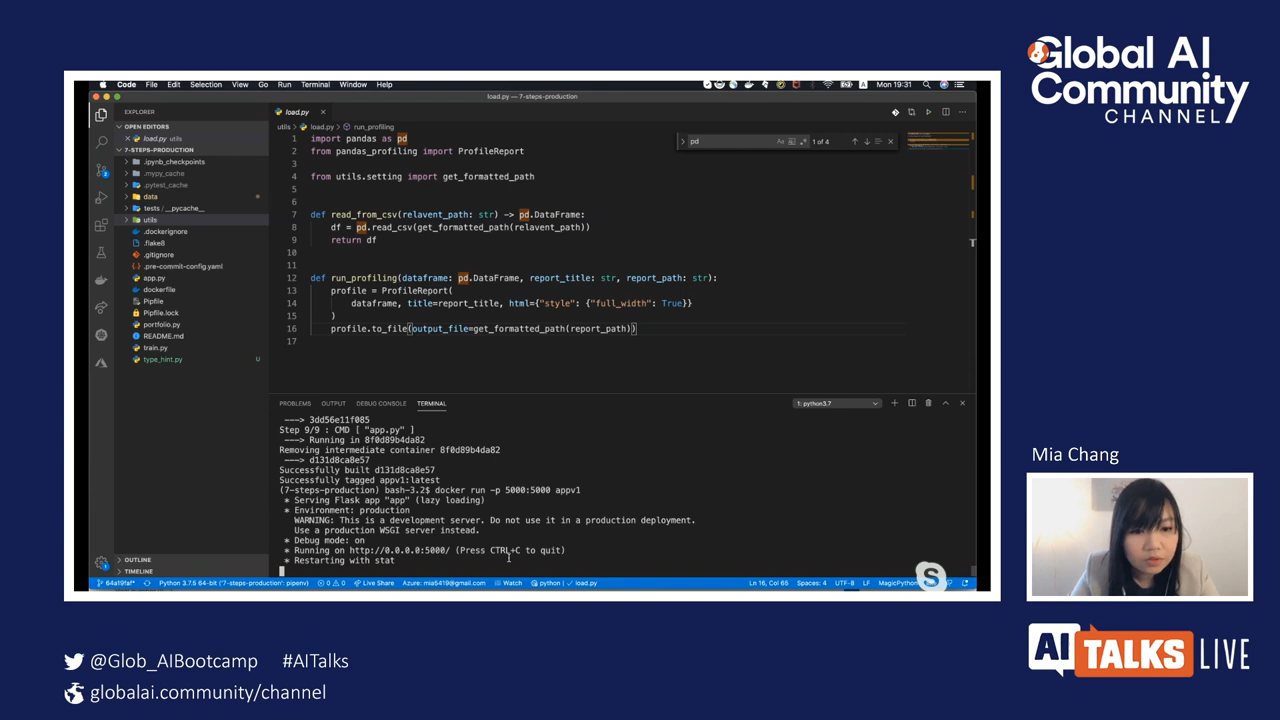 Global AI
Community
CHANNEL
Code File Edit Selection View Go Run Terminal Window Help
Mon 19:31
load.py — 7-steps-production
EXPLORER
OPEN EDITORS
load.py utils
7-STEPS-PRODUCTION
.ipynb_checkpoints
.mypy_cache
.pytest_cache
data
tests / __pycache__
utils
.dockerignore
.flake8
.gitignore
.pre-commit-config.yaml
app.py
dockerfile
Pipfile
Pipfile.lock
portfolio.py
README.md
train.py
type_hint.py U
OUTLINE
TIMELINE
load.py
utils > load.py > run_profiling
pd
1 of 4
1 import pandas as pd
2 from pandas_profiling import ProfileReport
3
4 from utils.setting import get_formatted_path
5
6
7 def read_from_csv(relavent_path: str) -> pd.DataFrame:
8 df = pd.read_csv(get_formatted_path(relavent_path))
9 return df
10
11
12 def run_profiling(dataframe: pd.DataFrame, report_title: str, report_path: str):
13 profile = ProfileReport(
14 dataframe, title=report_title, html={"style": {"full_width": True}}
15 )
16 profile.to_file(output_file=get_formatted_path(report_path))
17
PROBLEMS OUTPUT DEBUG CONSOLE TERMINAL
1: python3.7
---> 3dd56e11f085
Step 9/9 : CMD [ "app.py" ]
---> Running in 8f0d89b4da82
Removing intermediate container 8f0d89b4da82
---> d131d8ca8e57
Successfully built d131d8ca8e57
Successfully tagged appv1:latest
(7-steps-production) bash-3.2$ docker run -p 5000:5000 appv1
* Serving Flask app "app" (lazy loading)
* Environment: production
WARNING: This is a development server. Do not use it in a production deployment.
Use a production WSGI server instead.
* Debug mode: on
* Running on http://0.0.0.0:5000/ (Press CTRL+C to quit)
* Restarting with stat
64a19faf* Python 3.7.5 64-bit ('7-steps-production': pipenv) 0 0 Live Share Azure: mia5419@gmail.com Watch python | load.py Ln 16, Col 65 Spaces: 4 UTF-8 LF MagicPython
Mia Chang
AI TALKS LIVE
@Glob_AIBootcamp #AITalks
globalai.community/channel